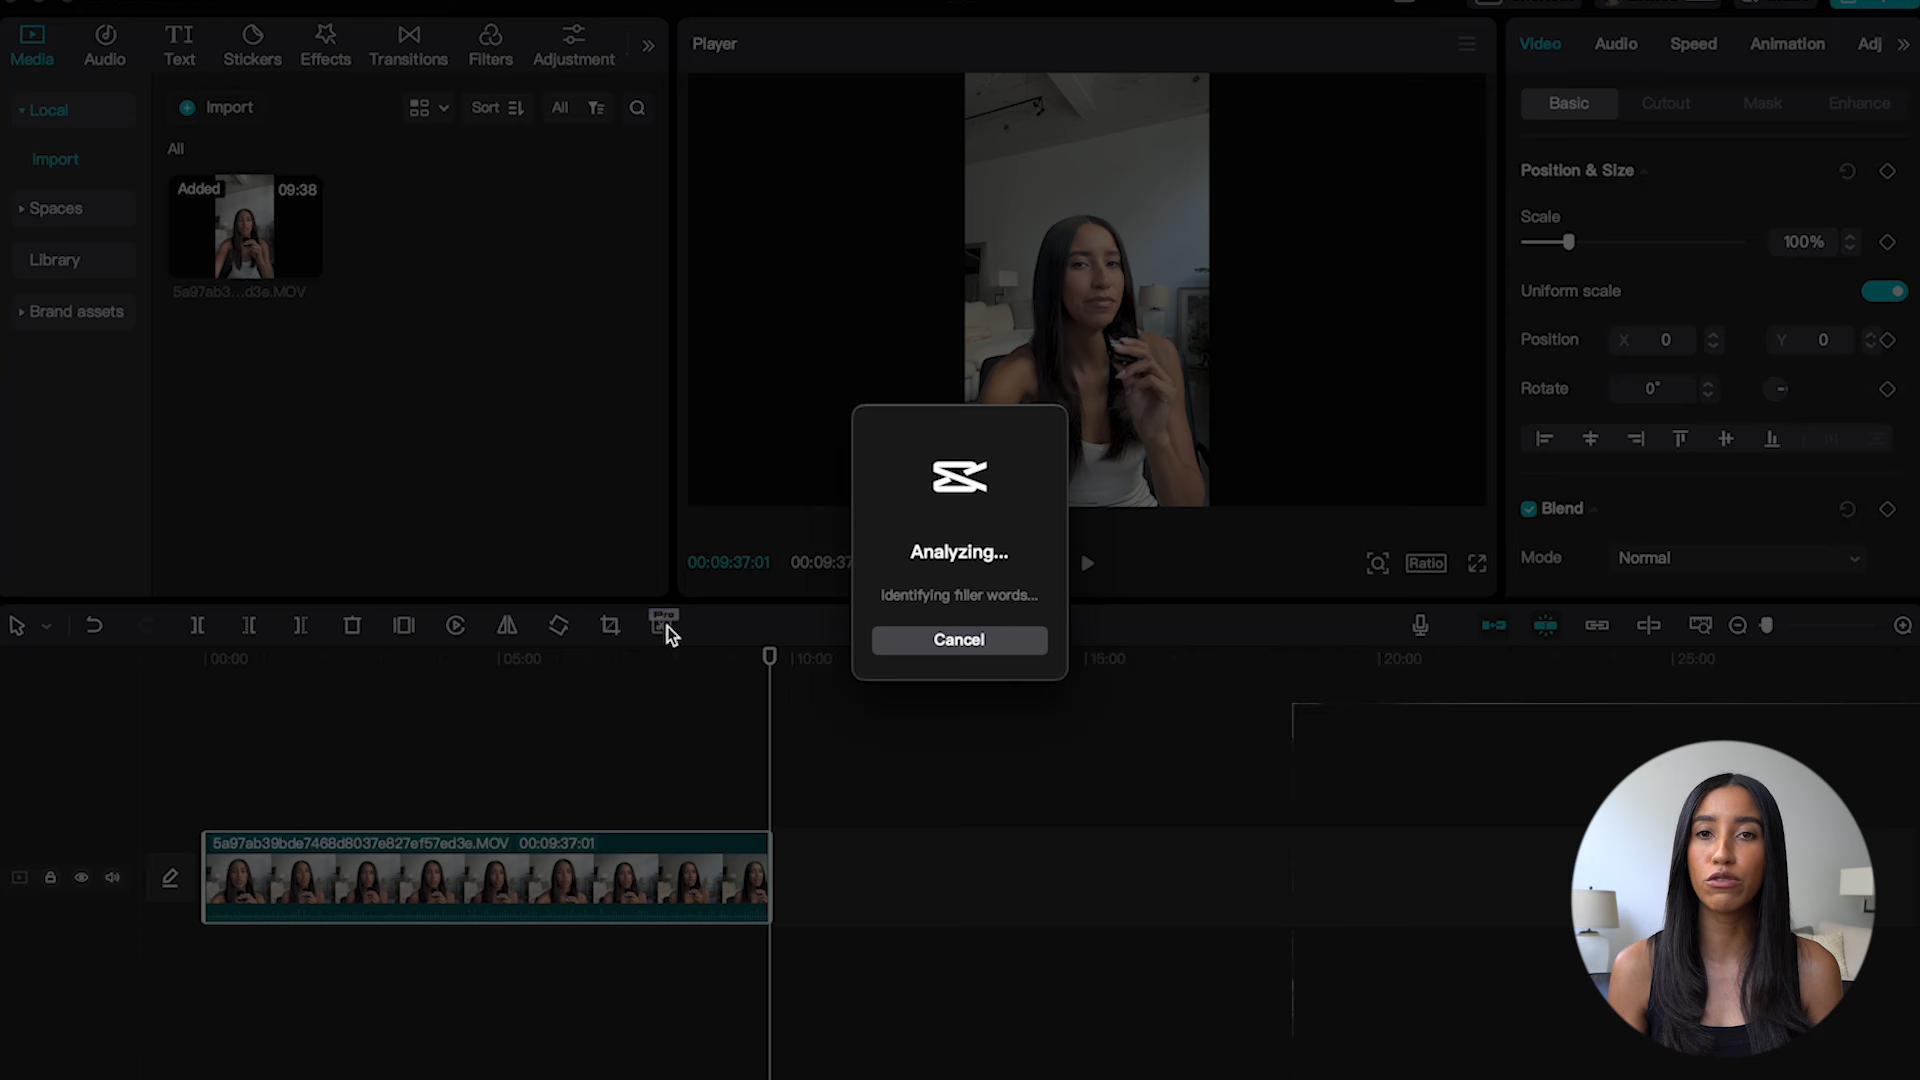 Media
Audio
Text
Stickers
Effects
Transitions
Filters
Adjustment
Player
Video
Audio
Speed
Animation
Adj
Local
Import
Sort
All
Basic
Cutout
Mask
Enhance
Import
All
Added
09:38
5a97ab3...d3e.MOV
Spaces
Library
Brand assets
Position & Size
Scale
100%
Uniform scale
Position
X
0
Y
0
Rotate
0°
Blend
Mode
Normal
Analyzing...
Identifying filler words...
Cancel
00:09:37:01
00:09:37
Ratio
Pro
00:00
05:00
10:00
15:00
20:00
25:00
5a97ab39bde7468d8037e827ef57ed3e.MOV 00:09:37:01